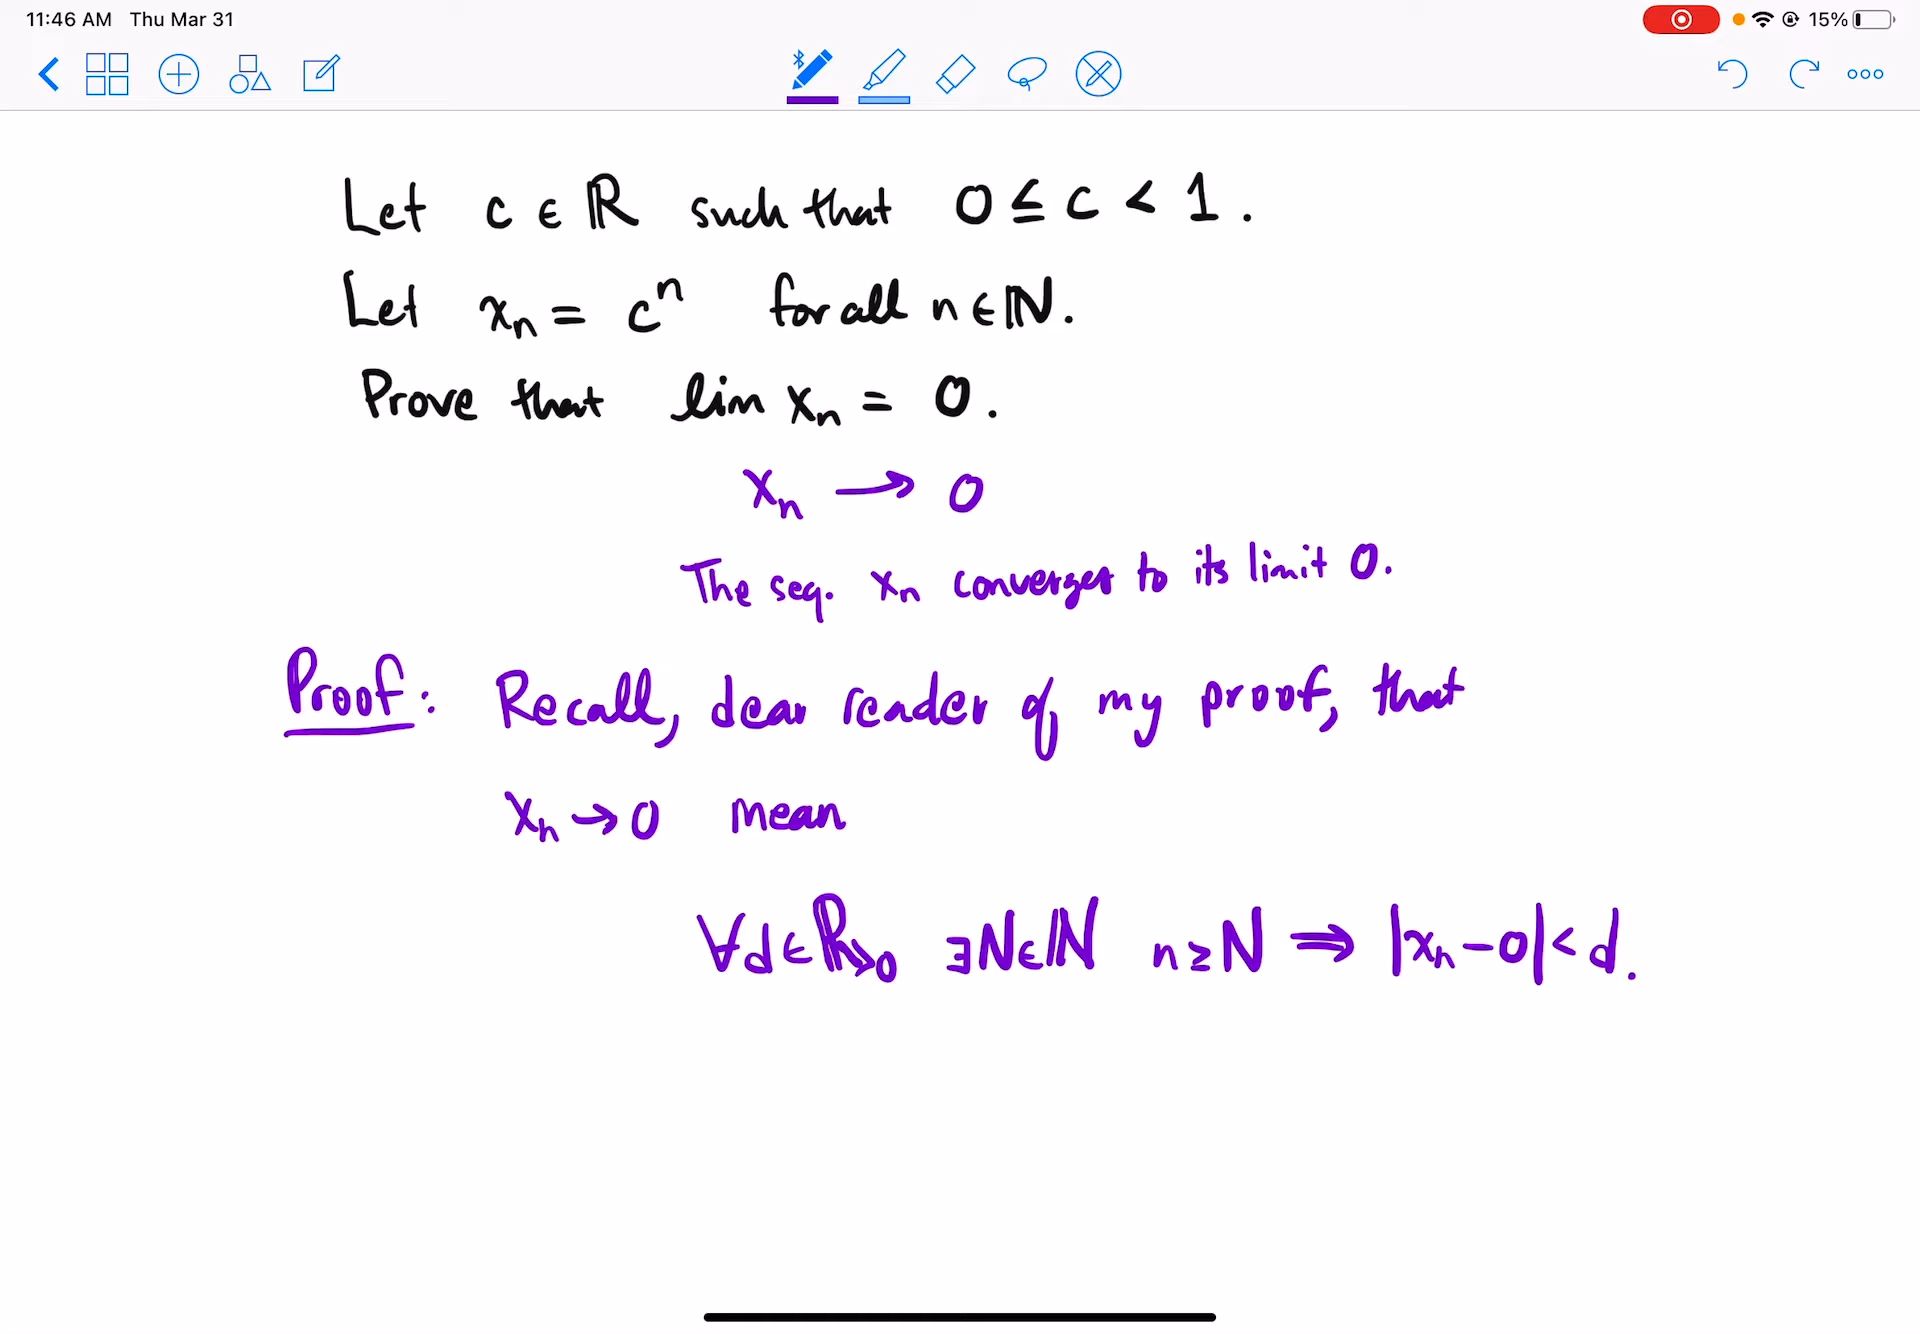 11:46 AM Thu Mar 31
15%
Let c ∈ ℝ such that 0 ≤ c < 1.
Let xₙ = cⁿ for all n ∈ ℕ.
Prove that lim xₙ = 0.
xₙ → 0
The seq. xₙ converges to its limit 0.
Proof: Recall, dear reader of my proof, that
xₙ → 0 mean
∀d ∈ ℝ>0 ∃N ∈ ℕ n ≥ N ⇒ |xₙ - 0| < d.